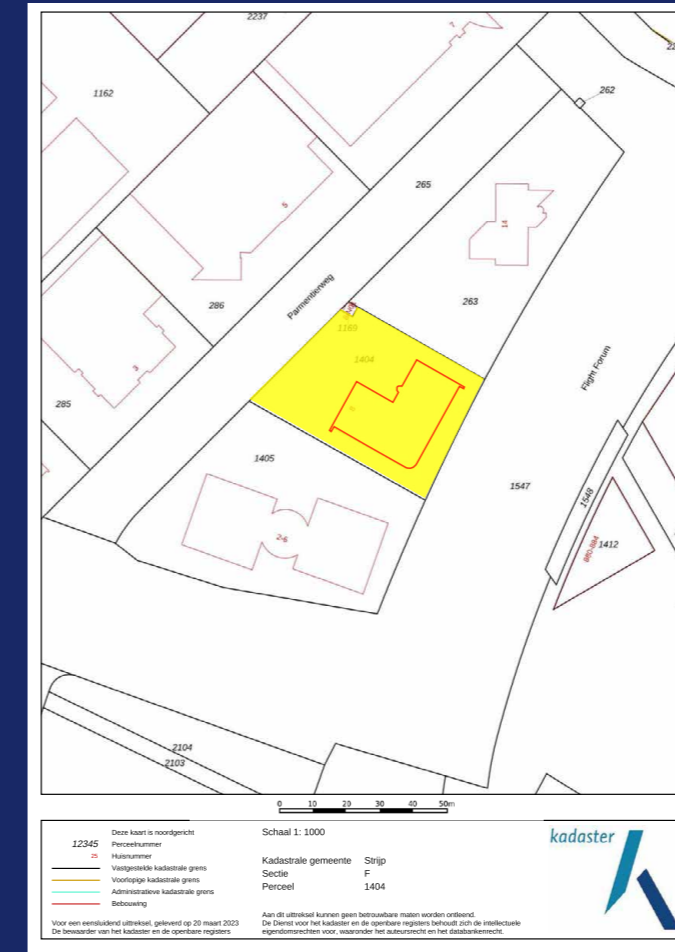 2237
7
22
1162
262
265
5
14
286
Parmentierweg
263
1169
1404
3
8
Flight Forum
285
1405
1547
1548
2-6
980-984
1412
2104
2103
0 10 20 30 40 50m
Deze kaart is noordgericht
12345 Perceelnummer
25 Huisnummer
Vastgestelde kadastrale grens
Voorlopige kadastrale grens
Administratieve kadastrale grens
Bebouwing
Voor een eensluidend uittreksel, geleverd op 20 maart 2023
De bewaarder van het kadaster en de openbare registers
Schaal 1: 1000
Kadastrale gemeente Strijp
Sectie F
Perceel 1404
Aan dit uittreksel kunnen geen betrouwbare maten worden ontleend.
De Dienst voor het kadaster en de openbare registers behoudt zich de intellectuele
eigendomsrechten voor, waaronder het auteursrecht en het databankenrecht.
kadaster